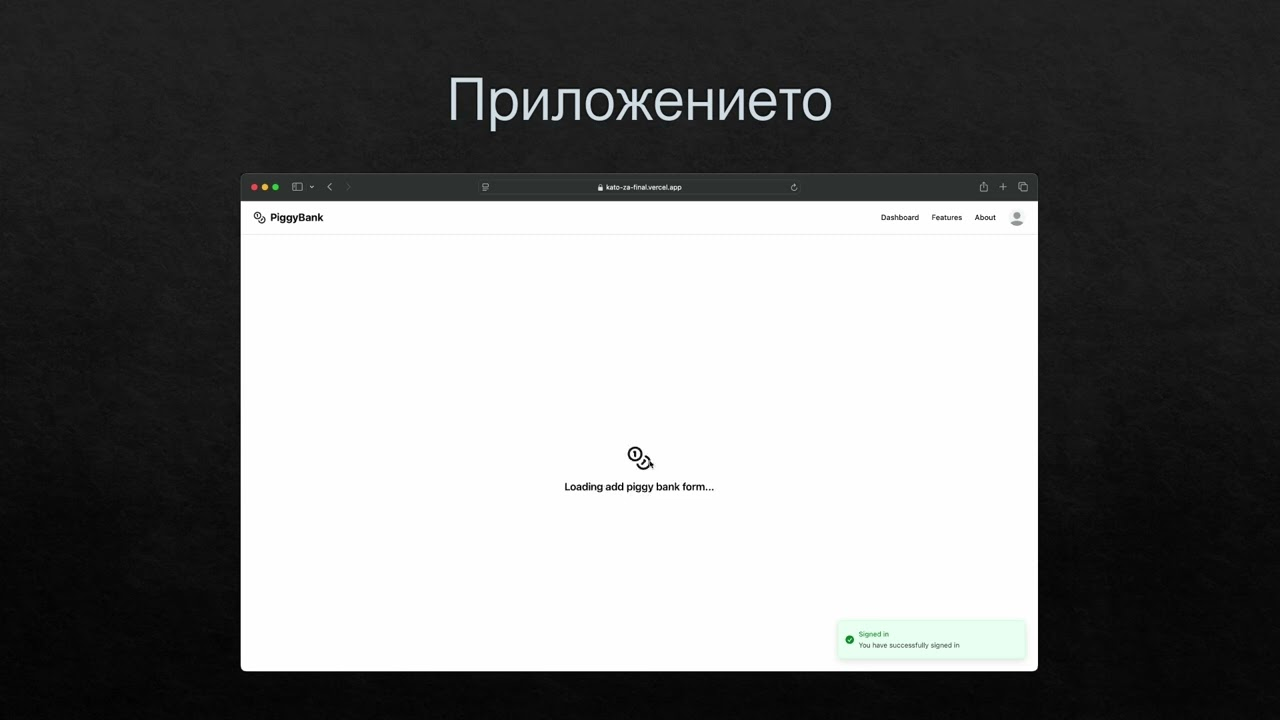 Приложението
kato-za-final.vercel.app
PiggyBank
Dashboard Features About
Loading add piggy bank form...
Signed in
You have successfully signed in